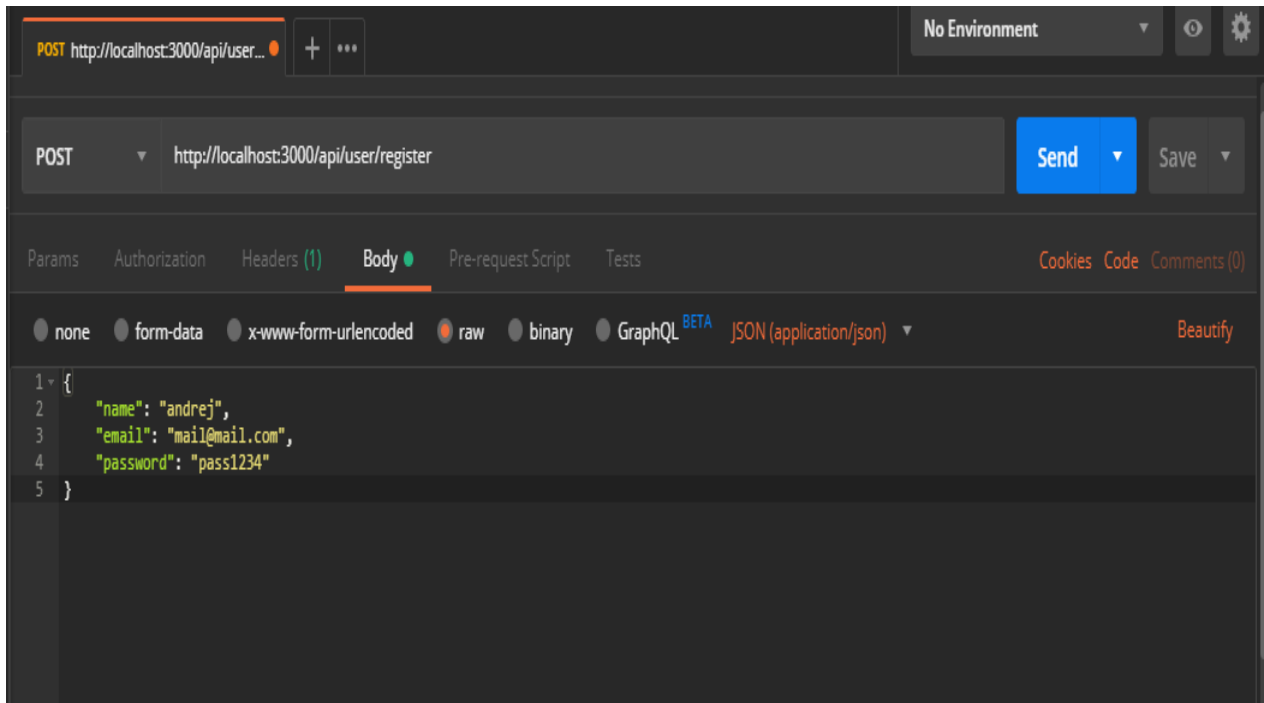 POST http://localhost:3000/api/user... + ••• No Environment
POST http://localhost:3000/api/user/register Send Save
Params Authorization Headers (1) Body Pre-request Script Tests Cookies Code Comments (0)
none form-data x-www-form-urlencoded raw binary GraphQL BETA JSON (application/json) Beautify
1 {
2 "name": "andrej",
3 "email": "mail@mail.com",
4 "password": "pass1234"
5 }